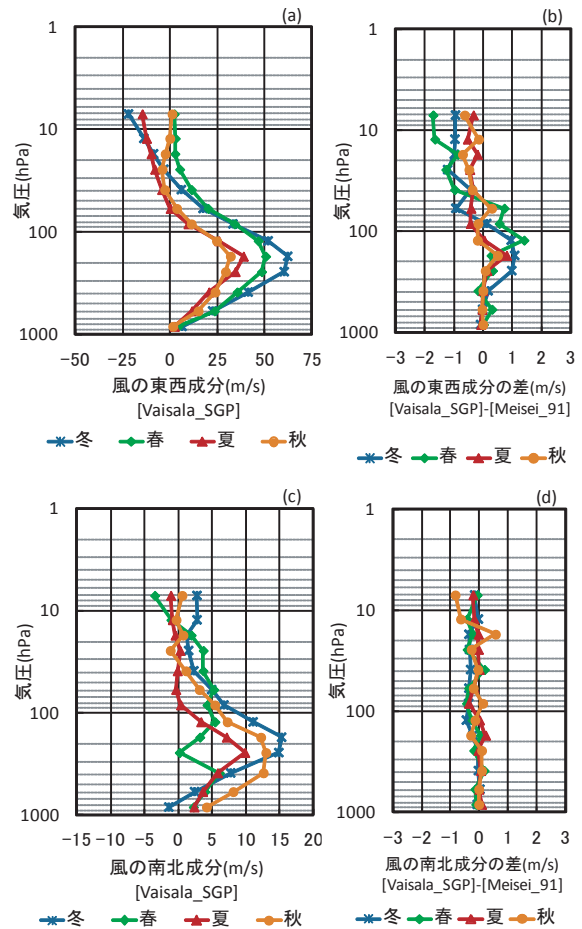 (a)
1
10
100
1000
気圧(hPa)
-50 -25 0 25 50 75
風の東西成分(m/s)
[Vaisala_SGP]
冬 春 夏 秋
(b)
1
10
100
1000
気圧(hPa)
-3 -2 -1 0 1 2 3
風の東西成分の差(m/s)
[Vaisala_SGP]-[Meisei_91]
冬 春 夏 秋
(c)
1
10
100
1000
気圧(hPa)
-15 -10 -5 0 5 10 15 20
風の南北成分(m/s)
[Vaisala_SGP]
冬 春 夏 秋
(d)
1
10
100
1000
気圧(hPa)
-3 -2 -1 0 1 2 3
風の南北成分の差(m/s)
[Vaisala_SGP]-[Meisei_91]
冬 春 夏 秋